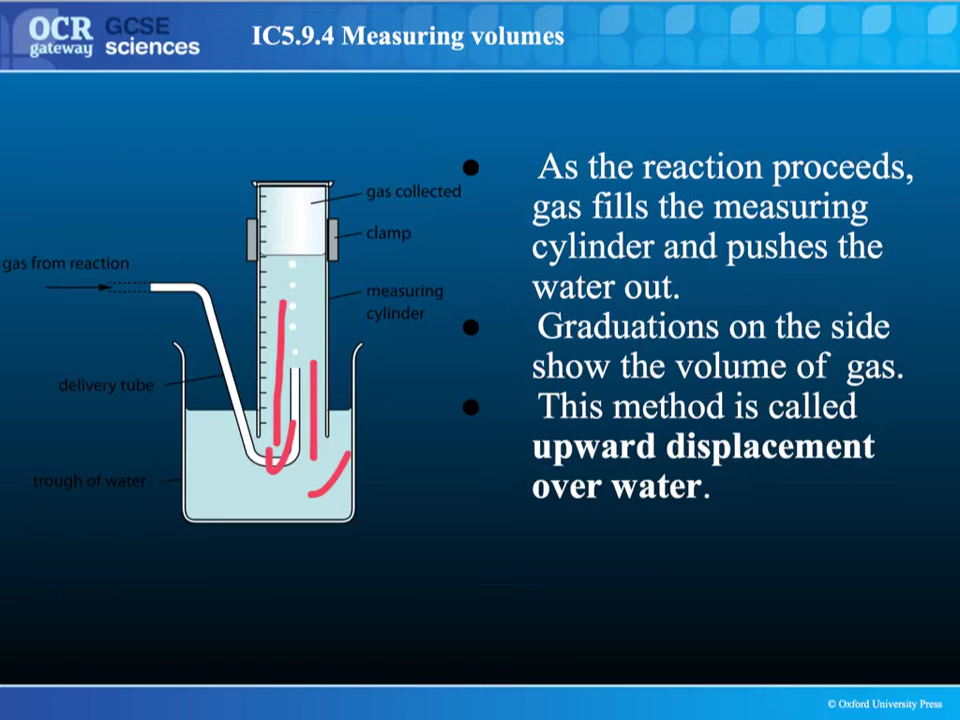 OCR
gateway
GCSE
sciences
IC5.9.4 Measuring volumes
gas collected
clamp
gas from reaction
measuring
cylinder
delivery tube
trough of water
• As the reaction proceeds,
gas fills the measuring
cylinder and pushes the
water out.
• Graduations on the side
show the volume of gas.
• This method is called
upward displacement
over water.
© Oxford University Press